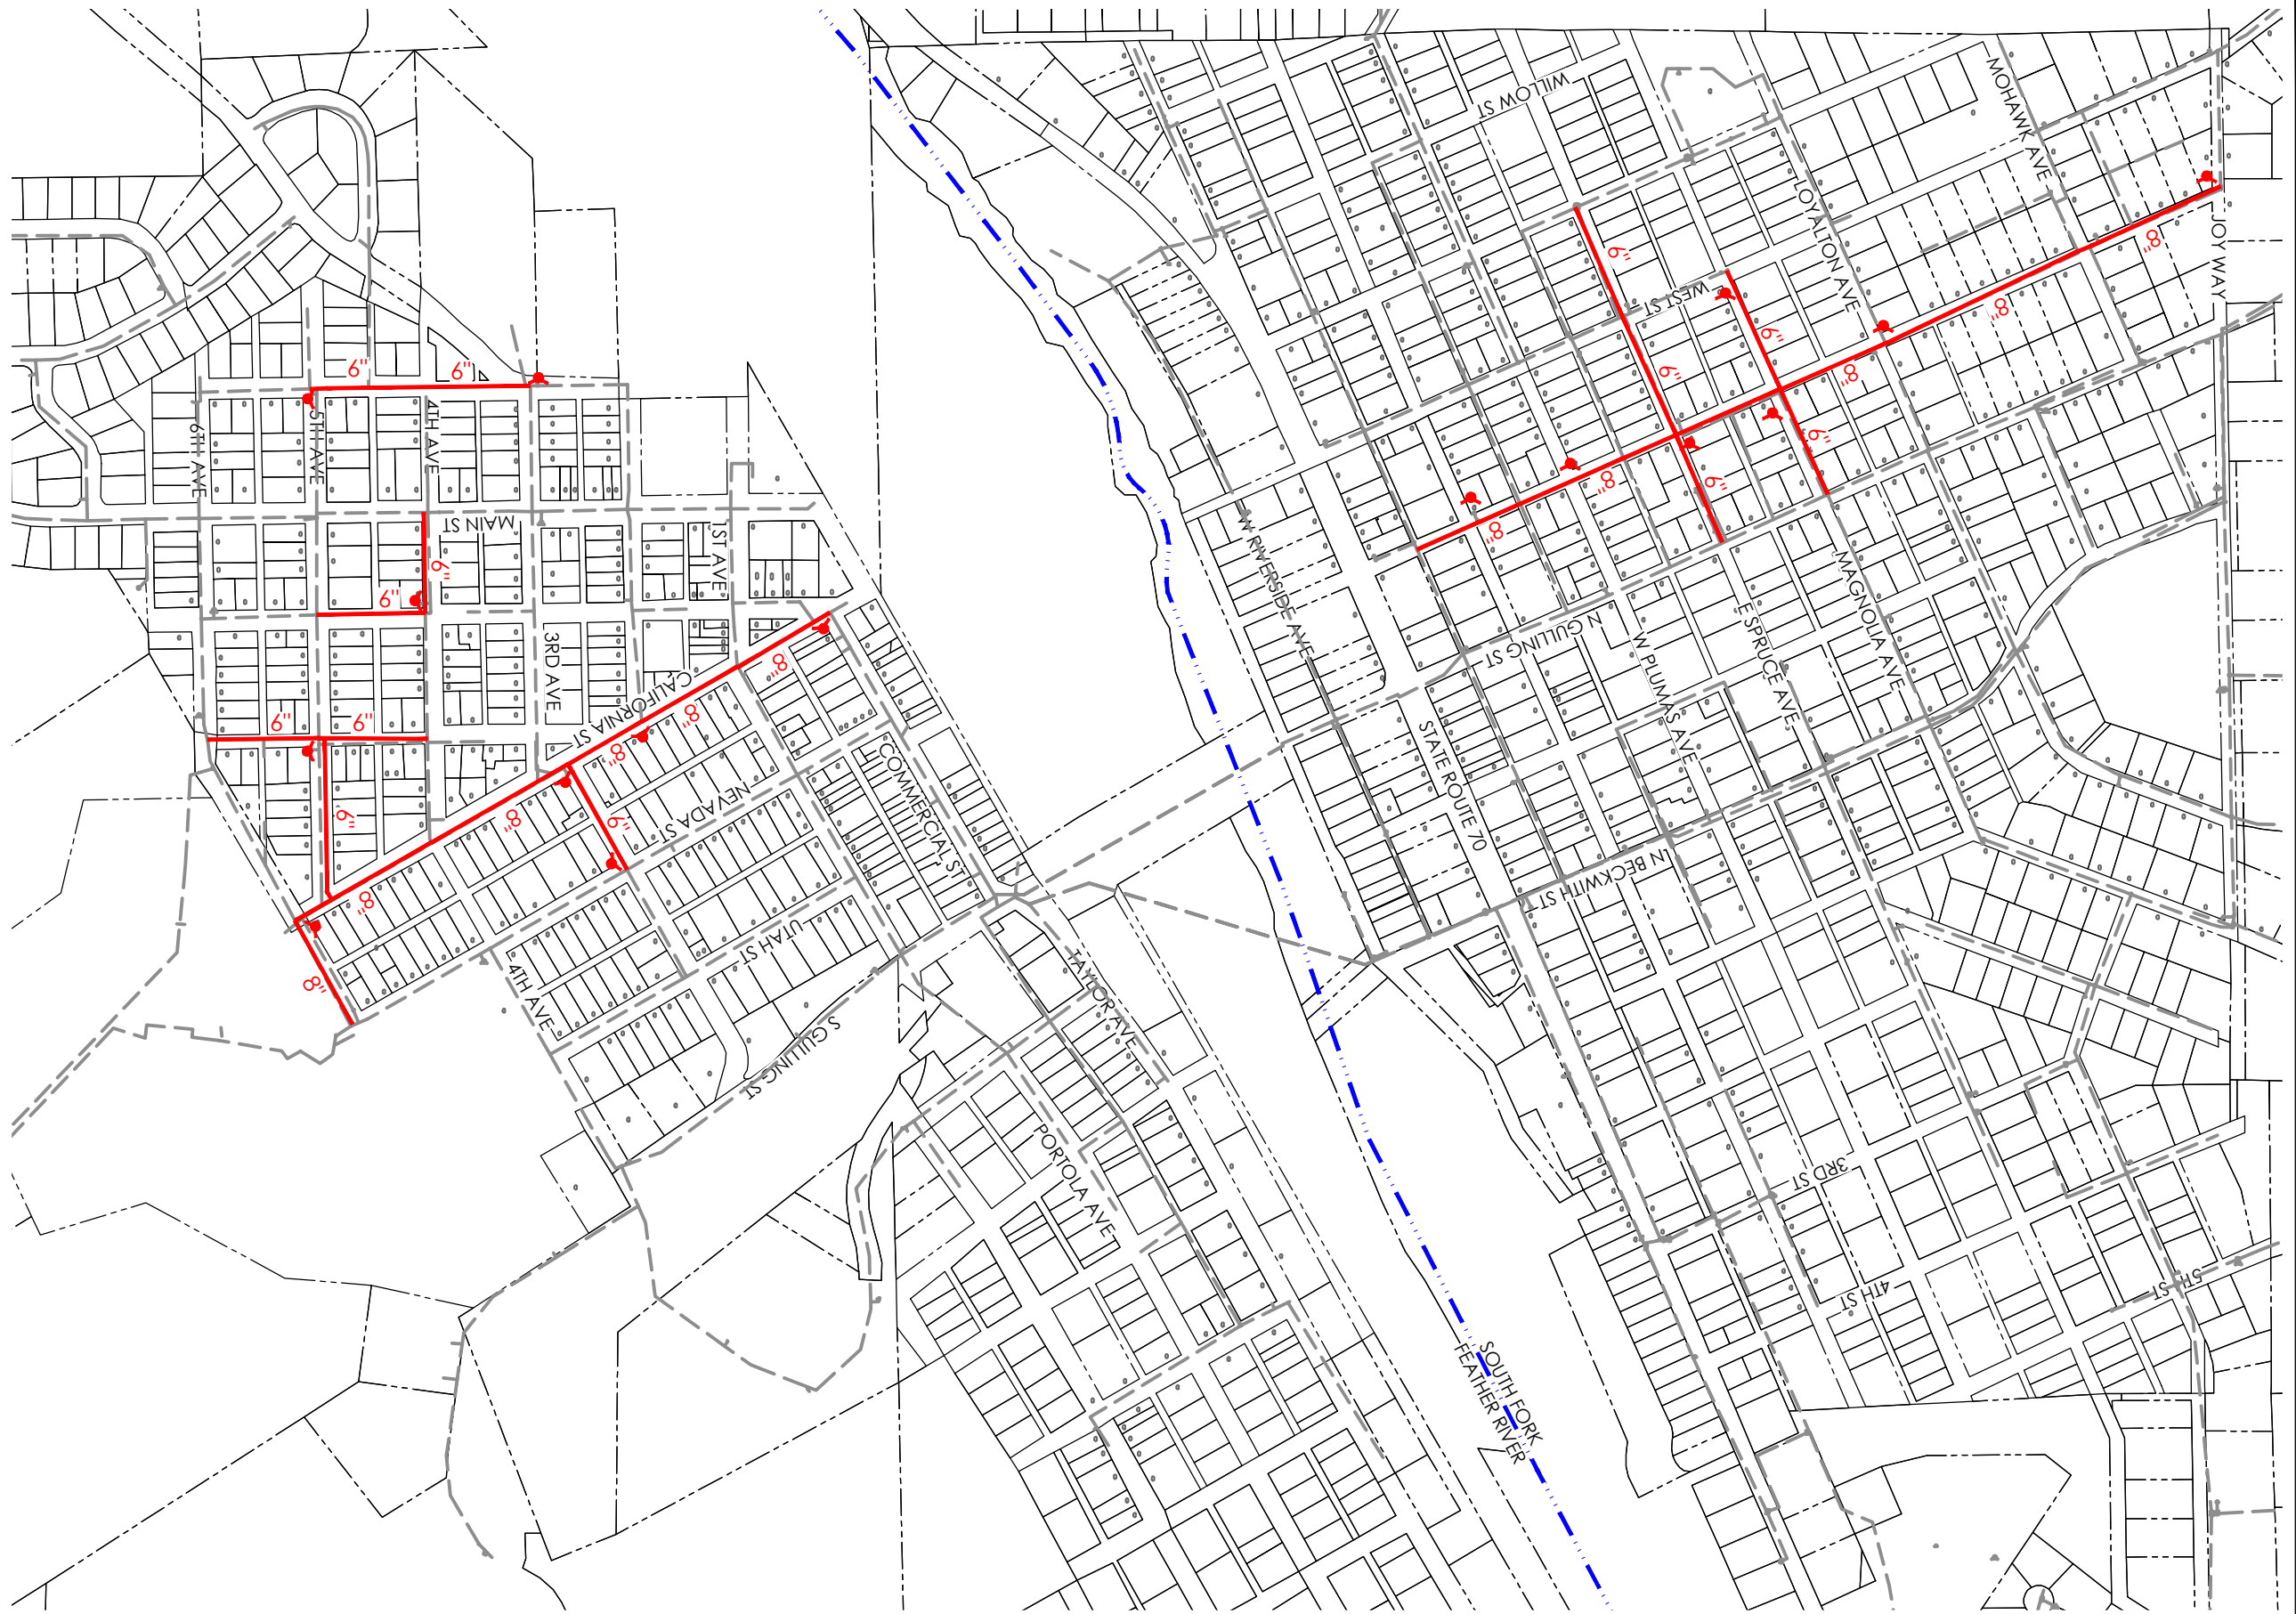 WILLOW ST
MOHAWK AVE
LOYALTON AVE
JOY WAY
8"
6"
WEST ST
8"
6"
6"
8"
6"
6"
6"
6"
8"
8"
6TH AVE
5TH AVE
4TH AVE
MAIN ST
1ST AVE
6"
6"
W RIVERSIDE AVE
N GULLING ST
W PLUMAS AVE
E SPRUCE AVE
MAGNOLIA AVE
3RD AVE
CALIFORNIA ST
8"
8"
8"
6"
6"
6"
8"
6"
8"
8"
NEVADA ST
COMMERCIAL ST
STATE ROUTE 70
N BECKWITH ST
UTAH ST
4TH AVE
S GULLING ST
TAYLOR AVE
PORTOLA AVE
3RD ST
4TH ST
5TH ST
SOUTH FORK
FEATHER RIVER